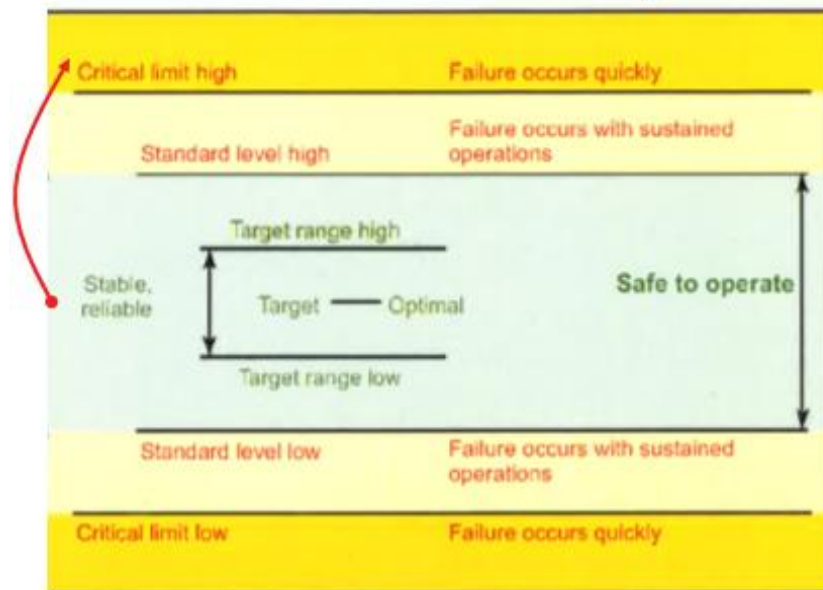 Critical limit high Failure occurs quickly
Failure occurs with sustained
Standard level high operations
Target range high
Stable,
reliable
Target Optimal
Safe to operate
Target range low
Standard level low Failure occurs with sustained
operations
Critical limit low Failure occurs quickly